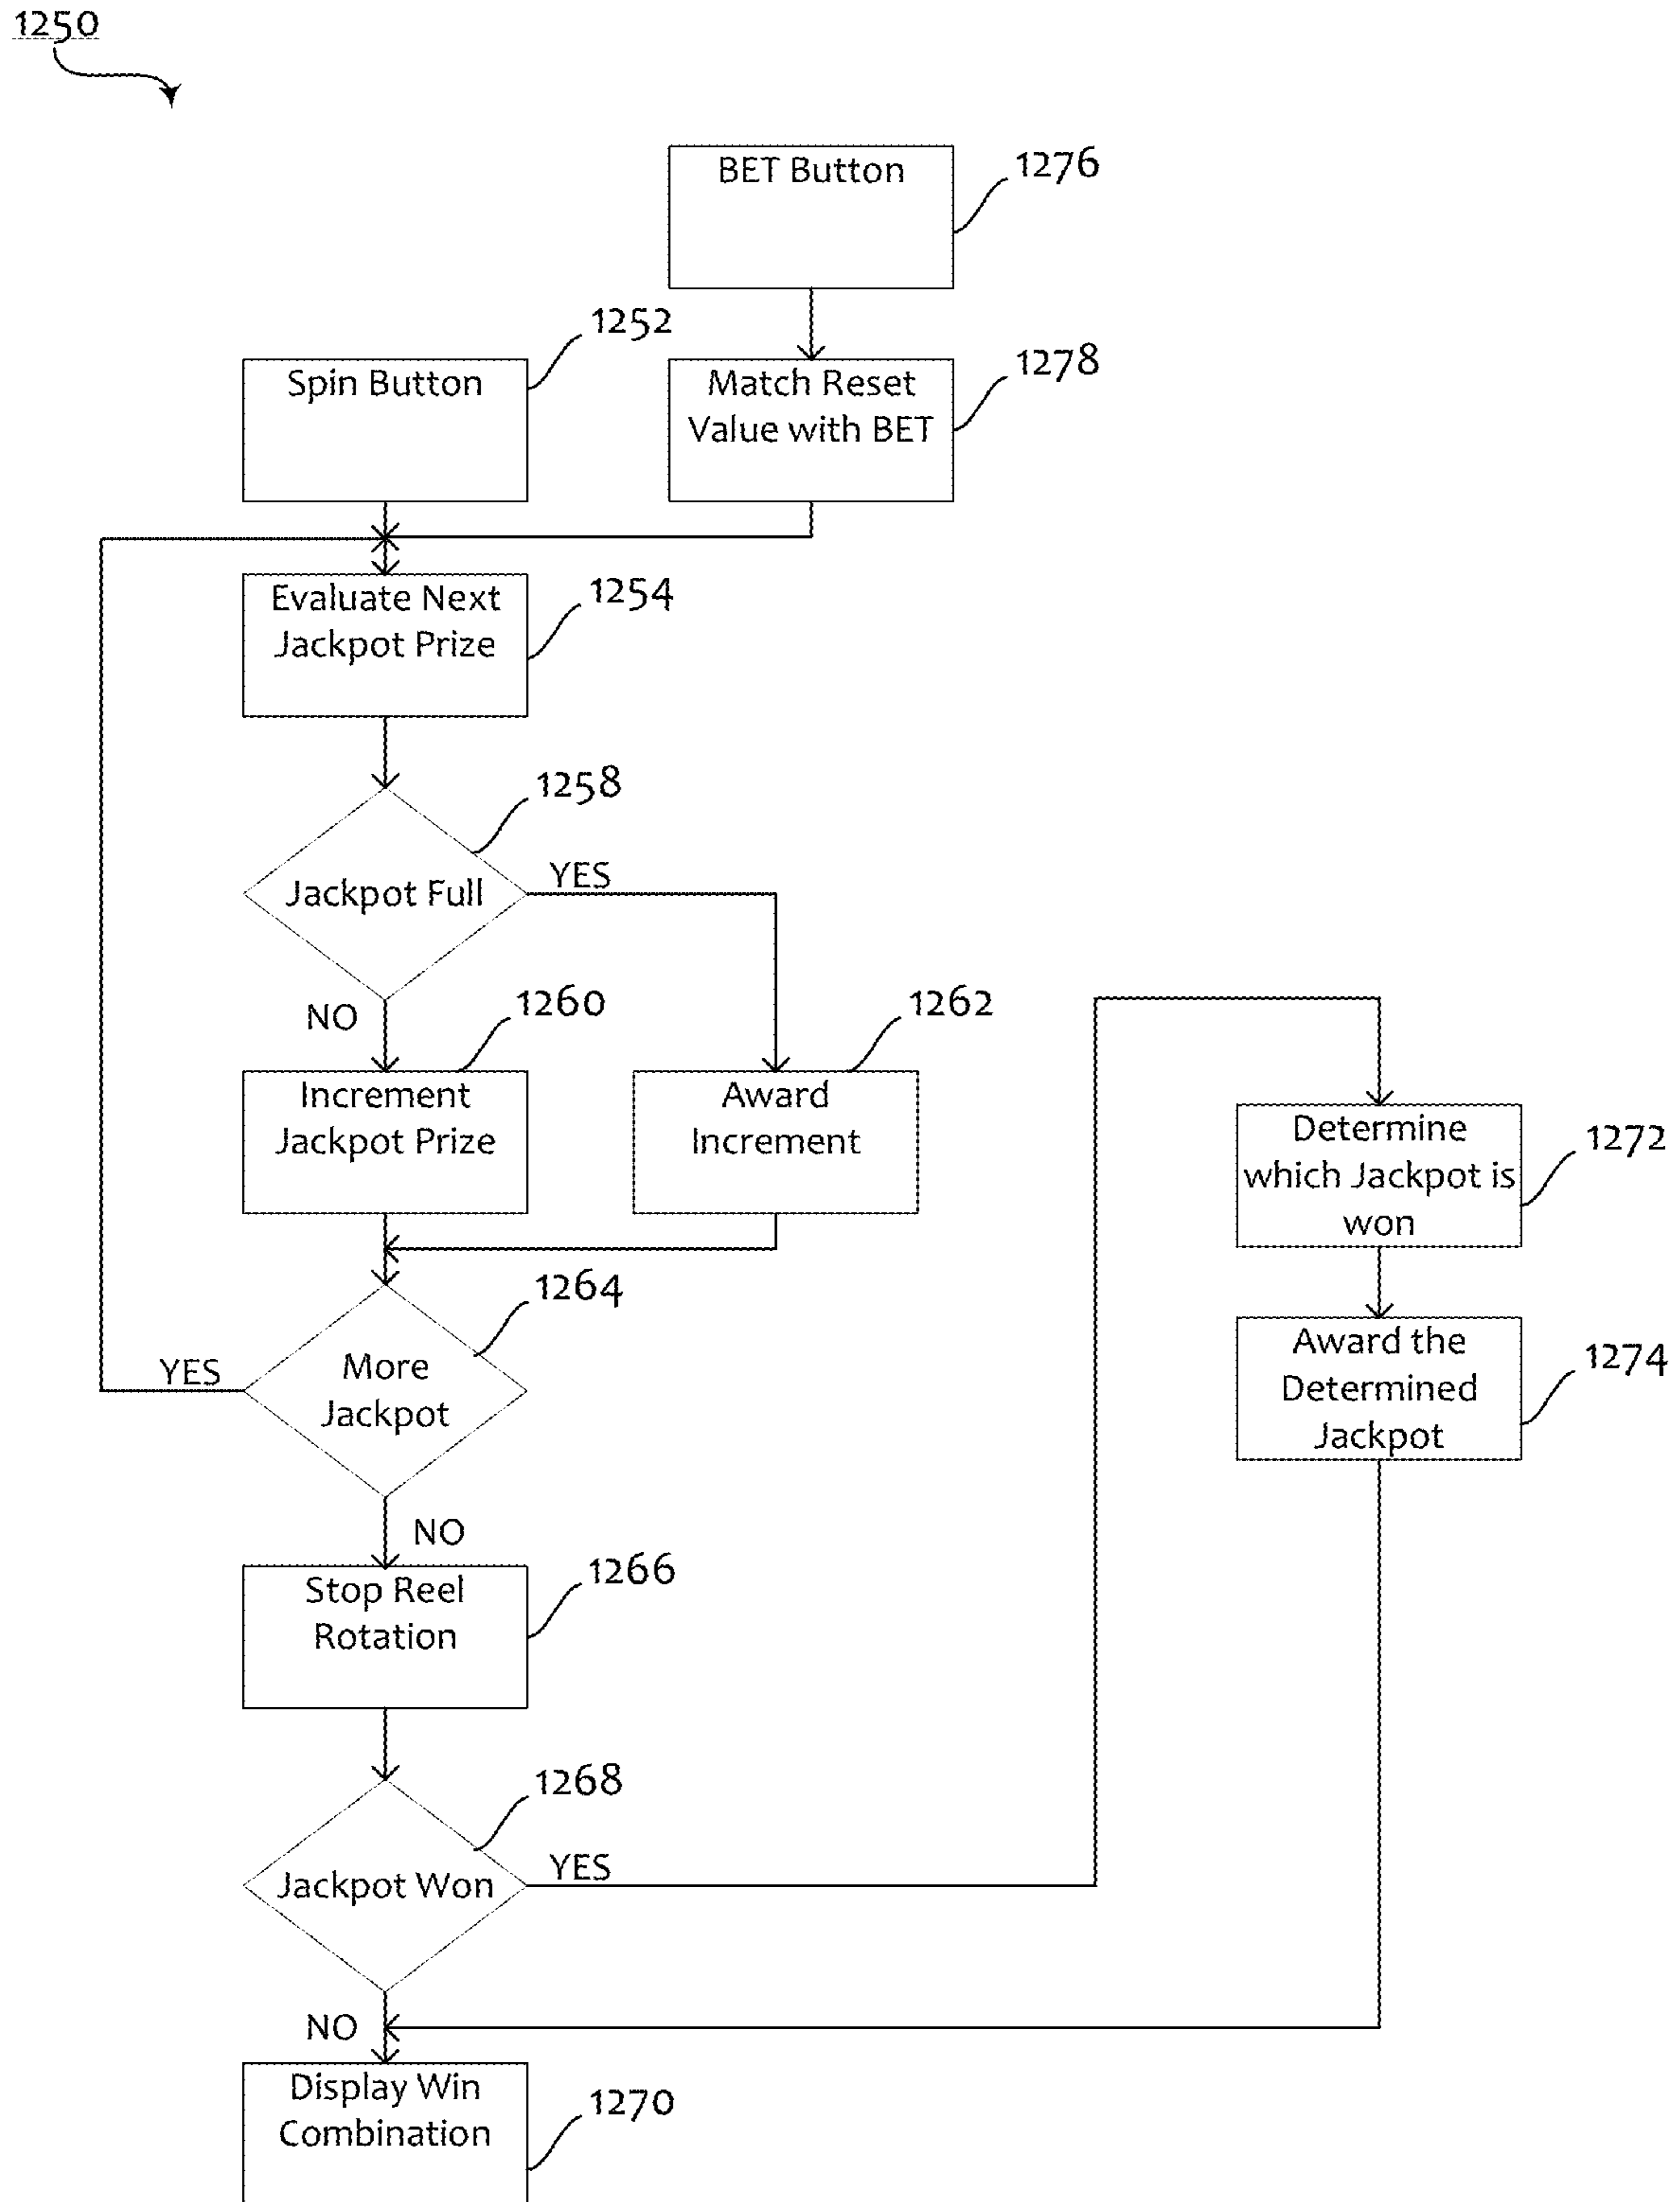 1250
BET Button
1276
1252
Spin Button
1278
Match Reset
Value with BET
Evaluate Next
Jackpot Prize
1254
1258
Jackpot Full
YES
NO
1260
1262
Increment
Jackpot Prize
Award
Increment
Determine
which Jackpot is
won
1272
1264
More
Jackpot
YES
Award the
Determined
Jackpot
1274
NO
Stop Reel
Rotation
1266
1268
Jackpot Won
YES
NO
Display Win
Combination
1270